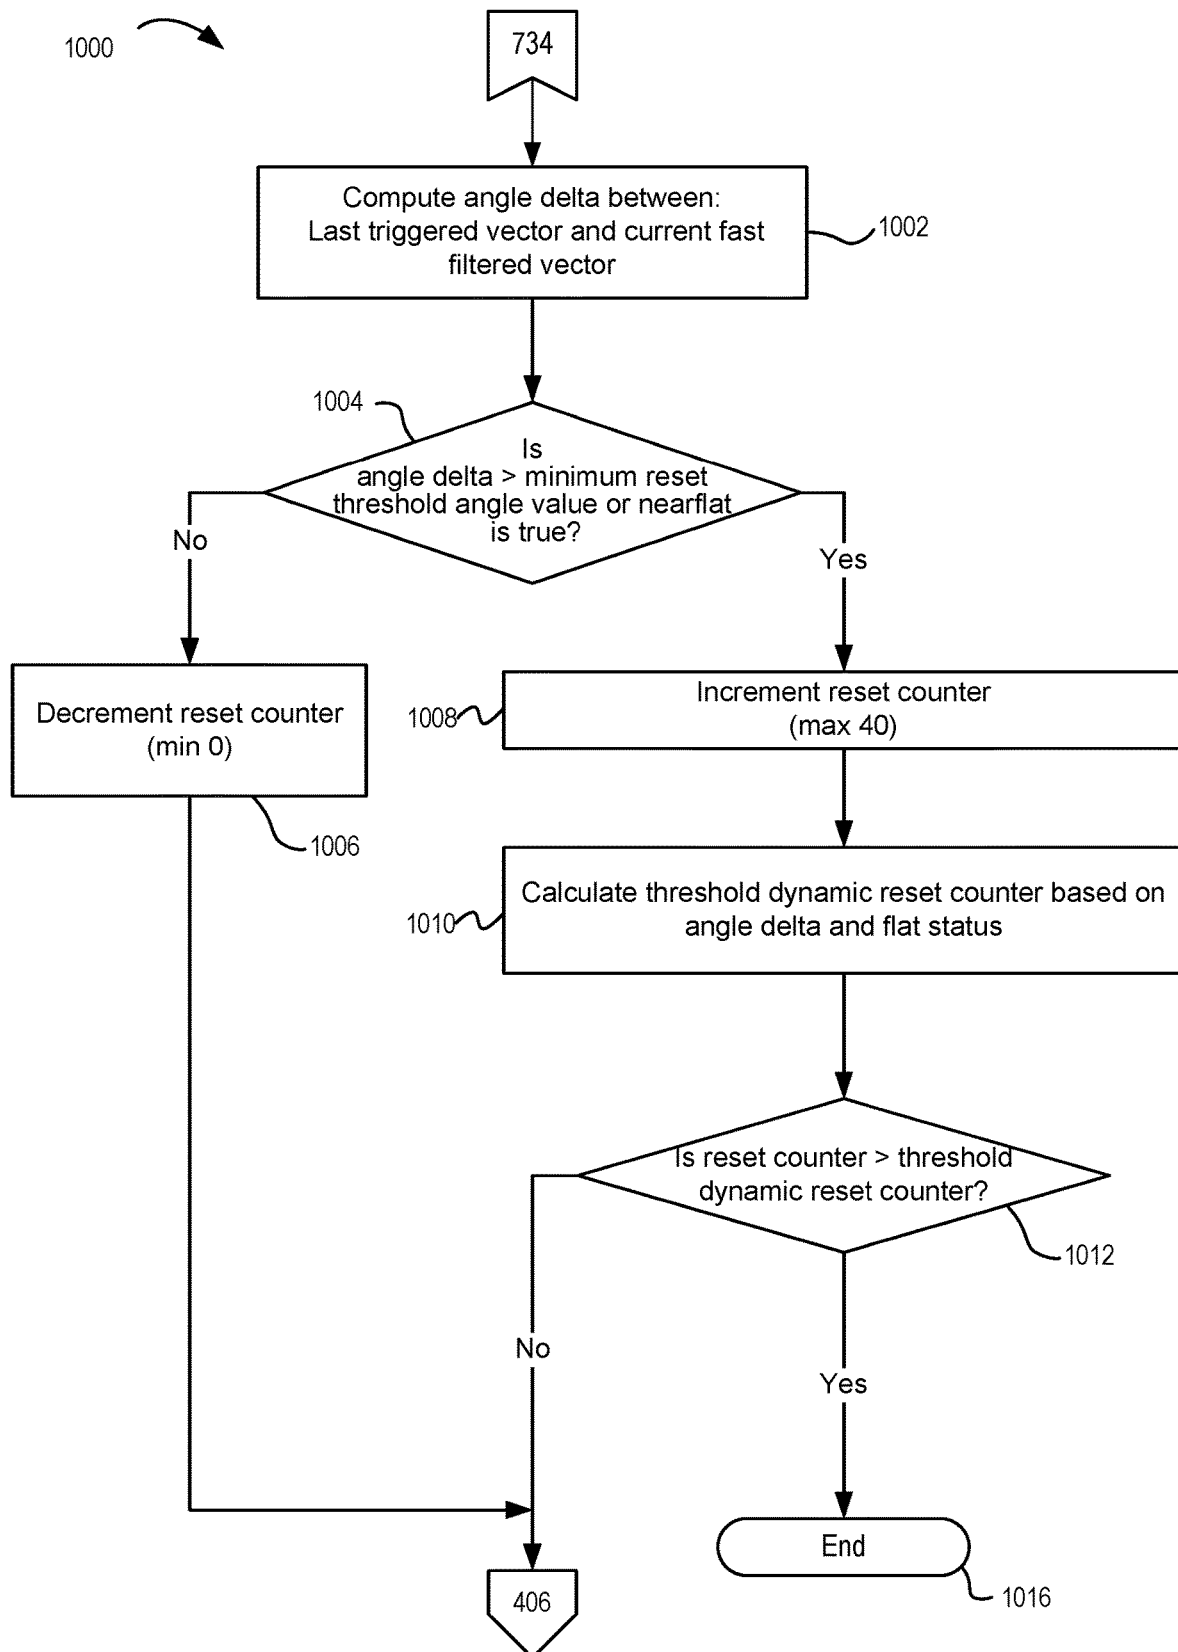 1000
734
Compute angle delta between:
Last triggered vector and current fast
filtered vector
1002
1004
Is
angle delta > minimum reset
threshold angle value or nearflat
is true?
No
Yes
Decrement reset counter
(min 0)
1006
Increment reset counter
(max 40)
1008
Calculate threshold dynamic reset counter based on
angle delta and flat status
1010
Is reset counter > threshold
dynamic reset counter?
1012
No
Yes
End
1016
406